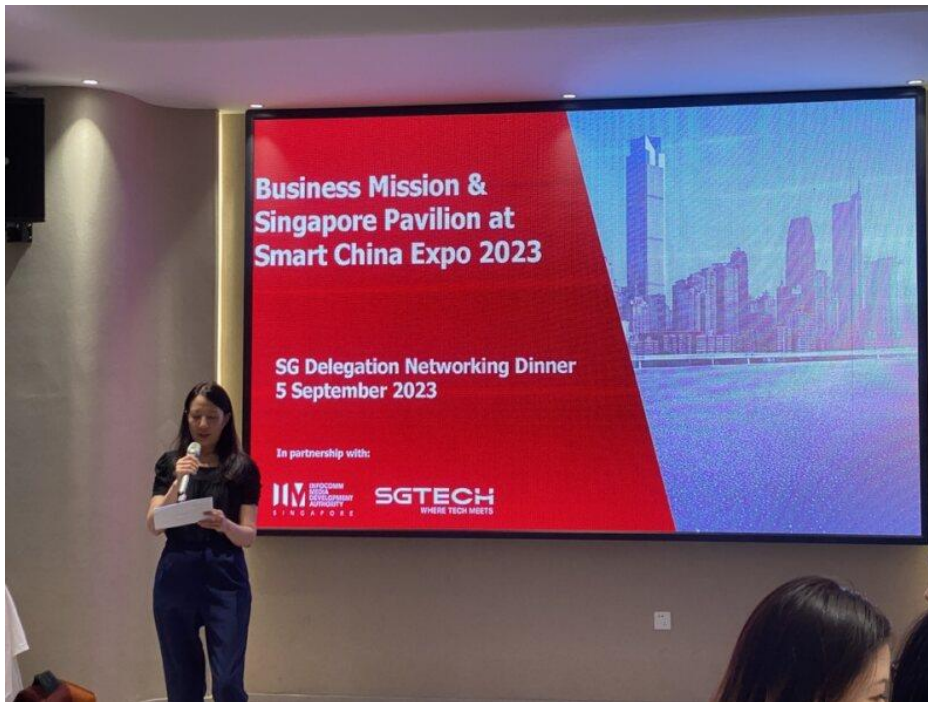 Business Mission &
Singapore Pavilion at
Smart China Expo 2023
SG Delegation Networking Dinner
5 September 2023
In partnership with:
IM
INFOCOMM
MEDIA
DEVELOPMENT
AUTHORITY
SINGAPORE
SGTECH
WHERE TECH MEETS